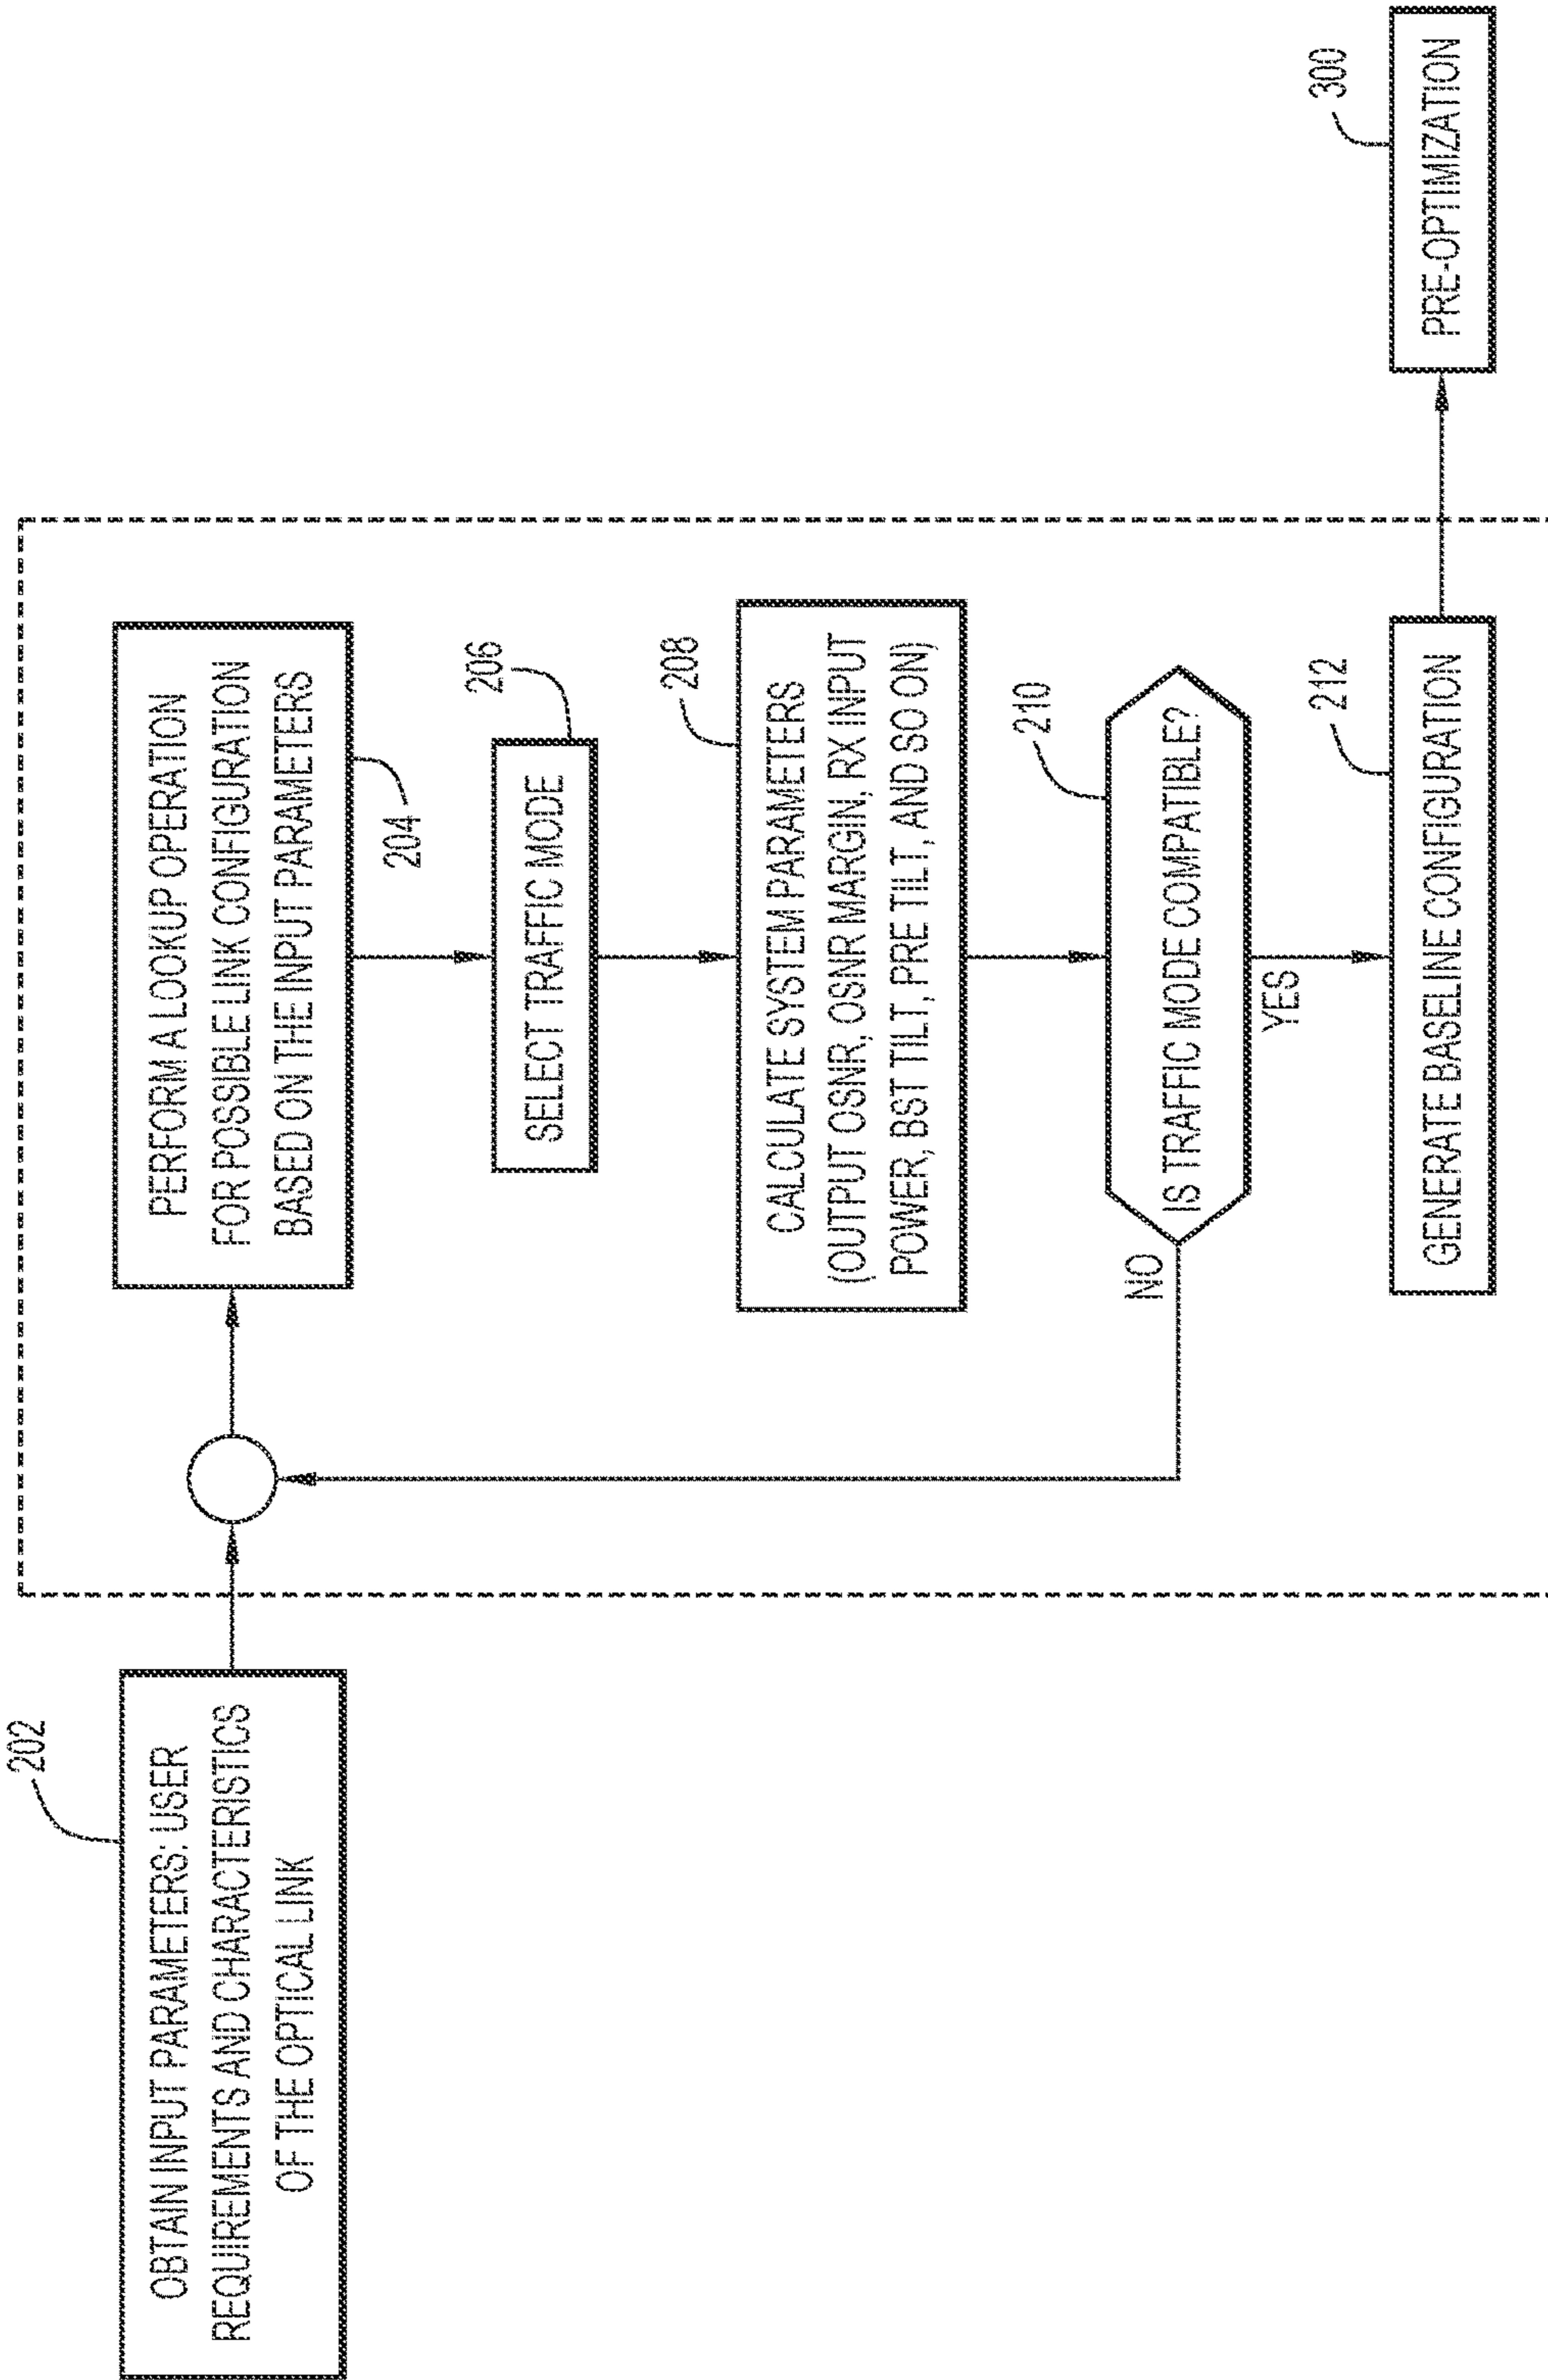 202
OBTAIN INPUT PARAMETERS: USER
REQUIREMENTS AND CHARACTERISTICS
OF THE OPTICAL LINK
PERFORM A LOOKUP OPERATION
FOR POSSIBLE LINK CONFIGURATION
BASED ON THE INPUT PARAMETERS
204
206
SELECT TRAFFIC MODE
208
CALCULATE SYSTEM PARAMETERS
(OUTPUT OSNR, OSNR MARGIN, RX INPUT
POWER, BST TILT, PRE TILT, AND SO ON)
210
IS TRAFFIC MODE COMPATIBLE?
NO
YES
212
GENERATE BASELINE CONFIGURATION
300
PRE-OPTIMIZATION